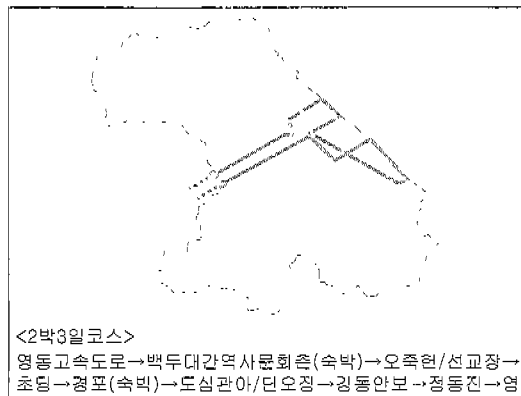 <2박3일코스>
영동고속도로→백두대간역사문화촌(숙박)→오죽헌/선교장→
초당→경포(숙박)→도심관아/단오장→강동안보→정동진→영